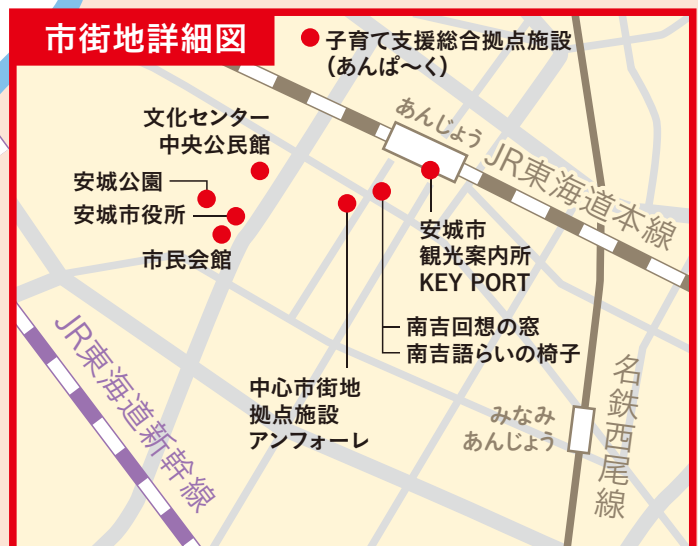 市街地詳細図
子育て支援総合拠点施設
(あんぱ～く)
文化センター
中央公民館
安城公園
安城市役所
市民会館
あんじょう
JR東海道本線
安城市
観光案内所
KEY PORT
南吉回想の窓
南吉語らいの椅子
中心市街地
拠点施設
アンフォーレ
みなみ
あんじょう
名鉄西尾線
JR東海道新幹線